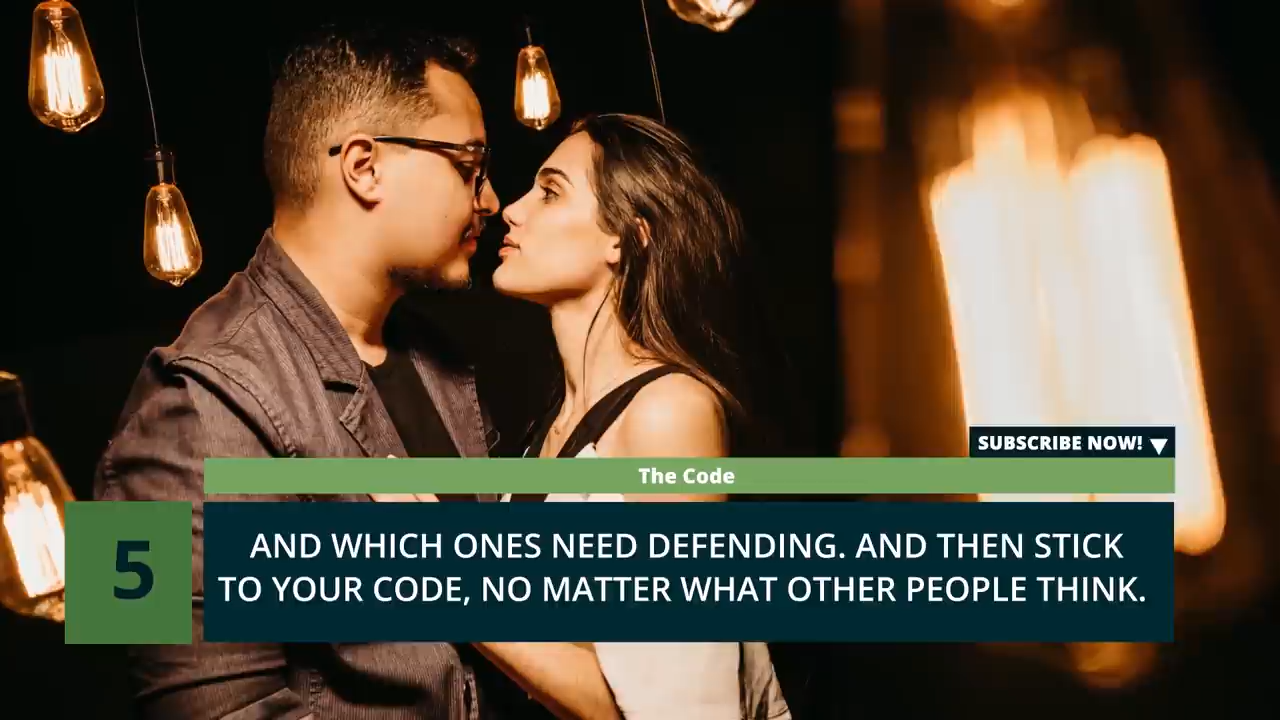 SUBSCRIBE NOW! ▼
The Code
5
AND WHICH ONES NEED DEFENDING. AND THEN STICK
TO YOUR CODE, NO MATTER WHAT OTHER PEOPLE THINK.